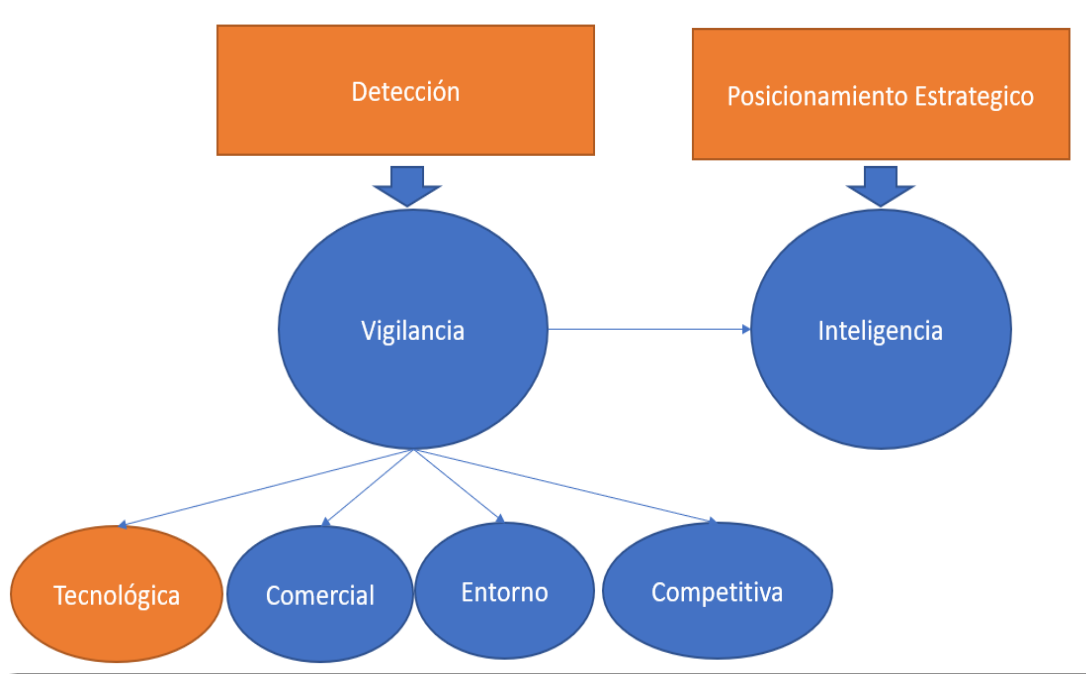 Detección
Posicionamiento Estrategico
Vigilancia
Inteligencia
Tecnológica
Comercial
Entorno
Competitiva